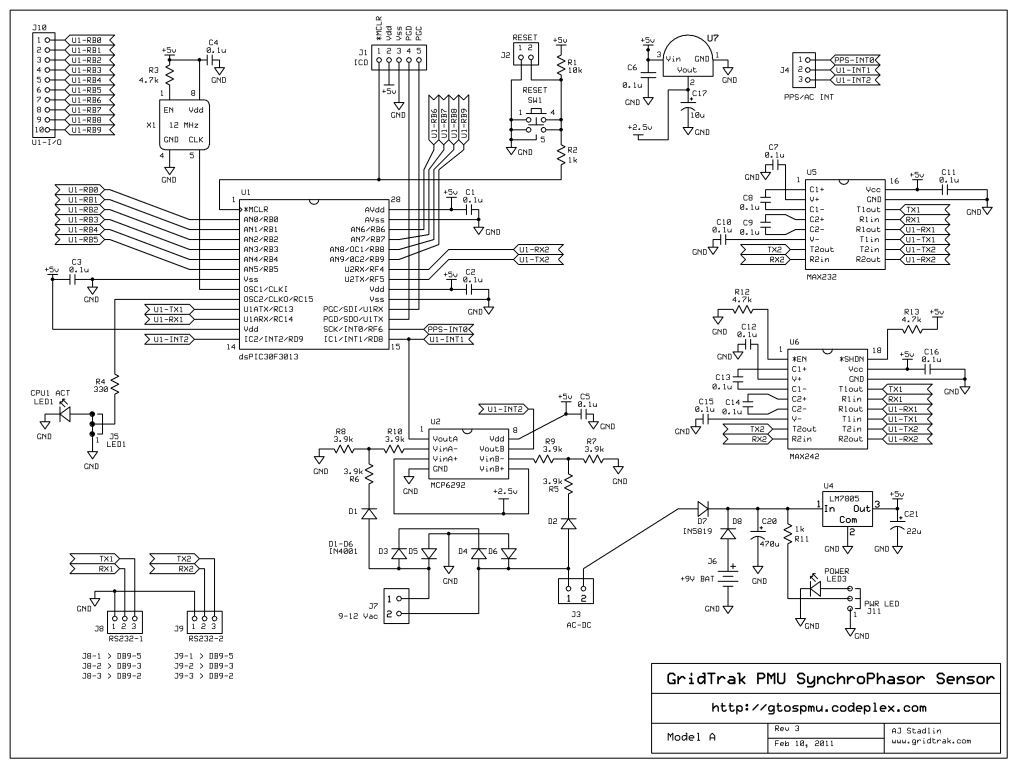 J10
1 U1-RB0
2 U1-RB1
3 U1-RB2
4 U1-RB3
5 U1-RB4
6 U1-RB5
7 U1-RB6
8 U1-RB7
9 U1-RB8
10 U1-RB9
U1-I/O
+5v
C4
0.1u
GND
R3
4.7k
1
8
EN
Vdd
X1
12 MHz
GND
CLK
4
5
GND
*MCLR
Vdd
Vss
PGD
PGC
J1
ICD
1 2 3 4 5
+5v
GND
U1-RB6
U1-RB7
U1-RB8
U1-RB9
RESET
J2
1 2
+5v
R1
10k
RESET
SW1
1
4
5
GND
R2
1k
U7
+5v
3
Vin
GND
1
Vout
2
GND
C6
0.1u
GND
C17
10u
GND
+2.5v
J4
1 PPS-INT0
2 U1-INT1
3 U1-INT2
PPS/AC INT
U1-RB0
U1-RB1
U1-RB2
U1-RB3
U1-RB4
U1-RB5
+5v
C3
0.1u
GND
U1-TX1
U1-RX1
U1-INT2
U1
1
28
*MCLR
AN0/RB0
AN1/RB1
AN2/RB2
AN3/RB3
AN4/RB4
AN5/RB5
Vss
OSC1/CLKI
OSC2/CLKO/RC15
U1ATX/RC13
U1ARX/RC14
Vdd
IC2/INT2/RD9
AVdd
AVss
AN6/RB6
AN7/RB7
AN8/OC1/RB8
AN9/OC2/RB9
U2RX/RF4
U2TX/RF5
Vdd
Vss
PGC/SDI/U1RX
PGD/SDO/U1TX
SCK/INT0/RF6
IC1/INT1/RD8
14
15
dsPIC30F3013
+5v
C1
0.1u
GND
U1-RX2
U1-TX2
+5v
C2
0.1u
GND
PPS-INT0
U1-INT1
C7
0.1u
GND
C8
0.1u
C9
0.1u
C10
0.1u
GND
TX2
RX2
U5
1
16
C1+
V+
C1-
C2+
C2-
V-
T2out
R2in
Vcc
GND
T1out
R1in
R1out
T1in
T2in
R2out
MAX232
+5v
C11
0.1u
GND
TX1
RX1
U1-RX1
U1-TX1
U1-TX2
U1-RX2
R12
4.7k
GND
C12
0.1u
GND
C13
0.1u
C14
0.1u
C15
0.1u
GND
TX2
RX2
U6
1
18
*EN
C1+
V+
C1-
C2+
C2-
V-
T2out
R2in
*SHDN
Vcc
GND
T1out
R1in
R1out
T1in
T2in
R2out
MAX242
R13
4.7k
+5v
+5v
C16
0.1u
GND
TX1
RX1
U1-RX1
U1-TX1
U1-TX2
U1-RX2
R4
330
CPU1 ACT
LED1
GND
1
J5
LED1
GND
U1-INT2
+5v
C5
0.1u
GND
R8
3.9k
R10
3.9k
GND
3.9k
R6
U2
1
8
VoutA
VinA-
VinA+
GND
Vdd
VoutB
VinB-
VinB+
GND
MCP6292
R9
3.9k
R7
3.9k
GND
3.9k
R5
+2.5v
D1
D2
D1-D6
IN4001
D3
D5
D4
D6
GND
J7
1
2
9-12 Vac
1 2
J3
AC-DC
D7
IN5819
D8
J6
+9V BAT
+
GND
C20
470u
GND
1k
R11
U4
LM7805
1
In
Out
3
Com
2
GND
+5v
C21
22u
POWER
LED3
GND
1
PWR LED
J11
GND
TX1
RX1
TX2
RX2
GND
J8
1 2 3
RS232-1
J9
1 2 3
RS232-2
J8-1 > DB9-5
J8-2 > DB9-3
J8-3 > DB9-2
J9-1 > DB9-5
J9-2 > DB9-3
J9-3 > DB9-2
GridTrak PMU SynchroPhasor Sensor
http://gtospmu.codeplex.com
Model A
Rev 3
Feb 10, 2011
AJ Stadlin
www.gridtrak.com